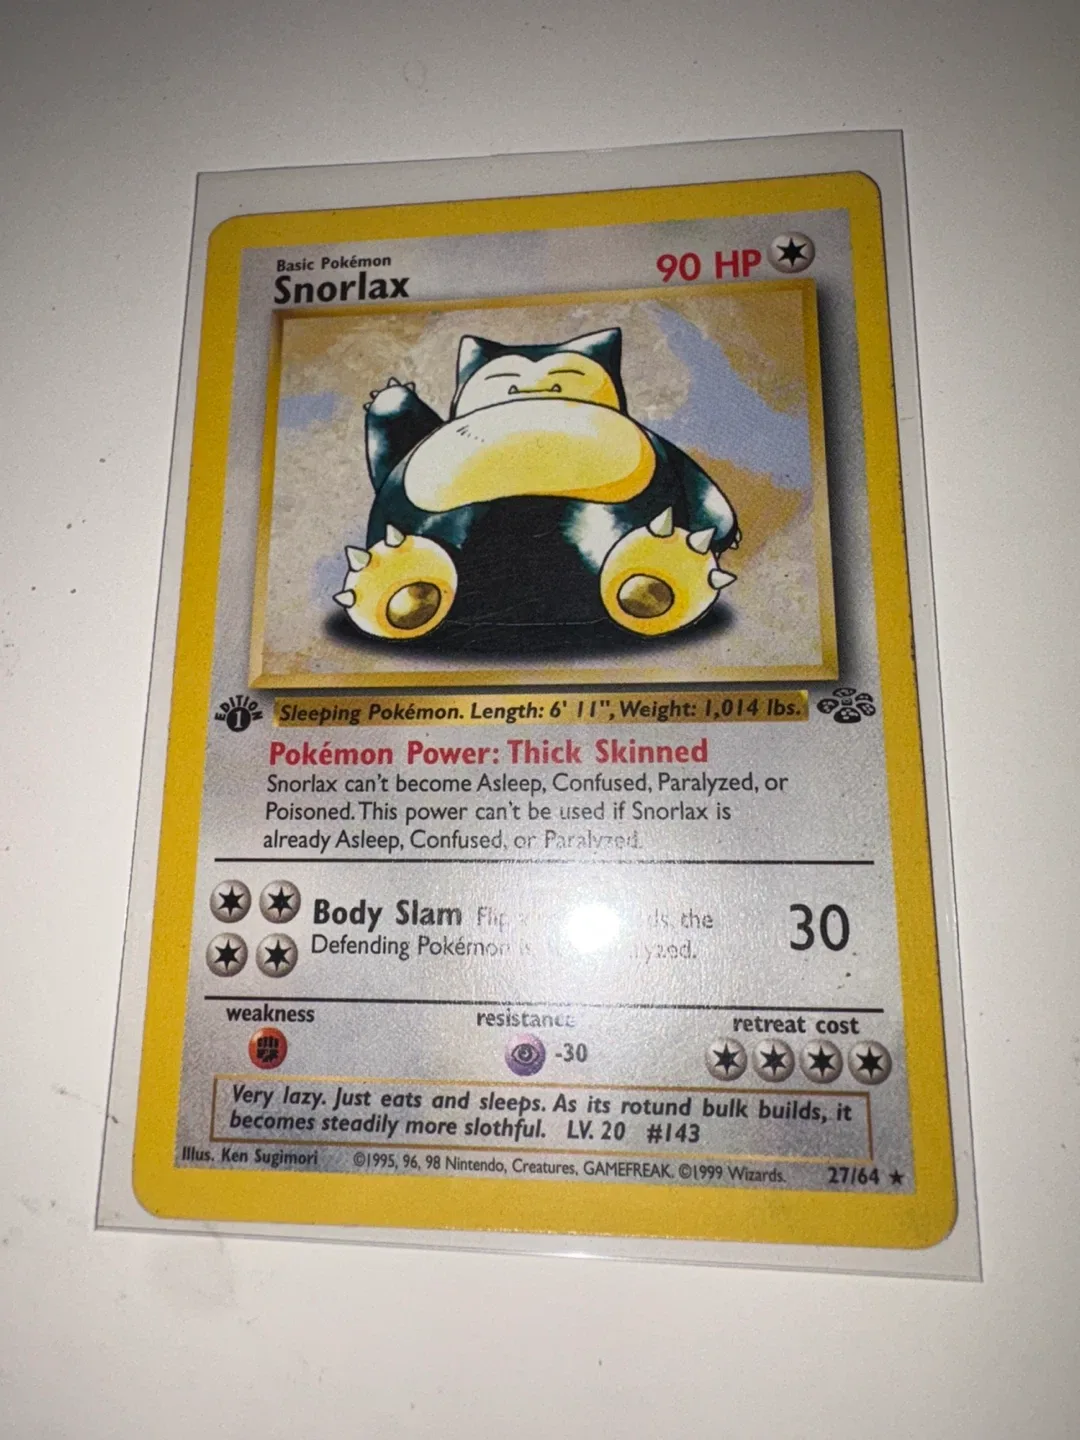 Basic Pokémon
Snorlax
90 HP
EDITION
1
Sleeping Pokémon. Length: 6' 11", Weight: 1,014 lbs.
Pokémon Power: Thick Skinned
Snorlax can't become Asleep, Confused, Paralyzed, or
Poisoned. This power can't be used if Snorlax is
already Asleep, Confused, or Paralyzed.
Body Slam Flip the
30
Defending Pokémon is
weakness
resistance
retreat cost
-30
Very lazy. Just eats and sleeps. As its rotund bulk builds, it
becomes steadily more slothful. LV. 20 #143
Illus. Ken Sugimori ©1995, 96, 98 Nintendo, Creatures, GAMEFREAK. ©1999 Wizards. 27/64 ★